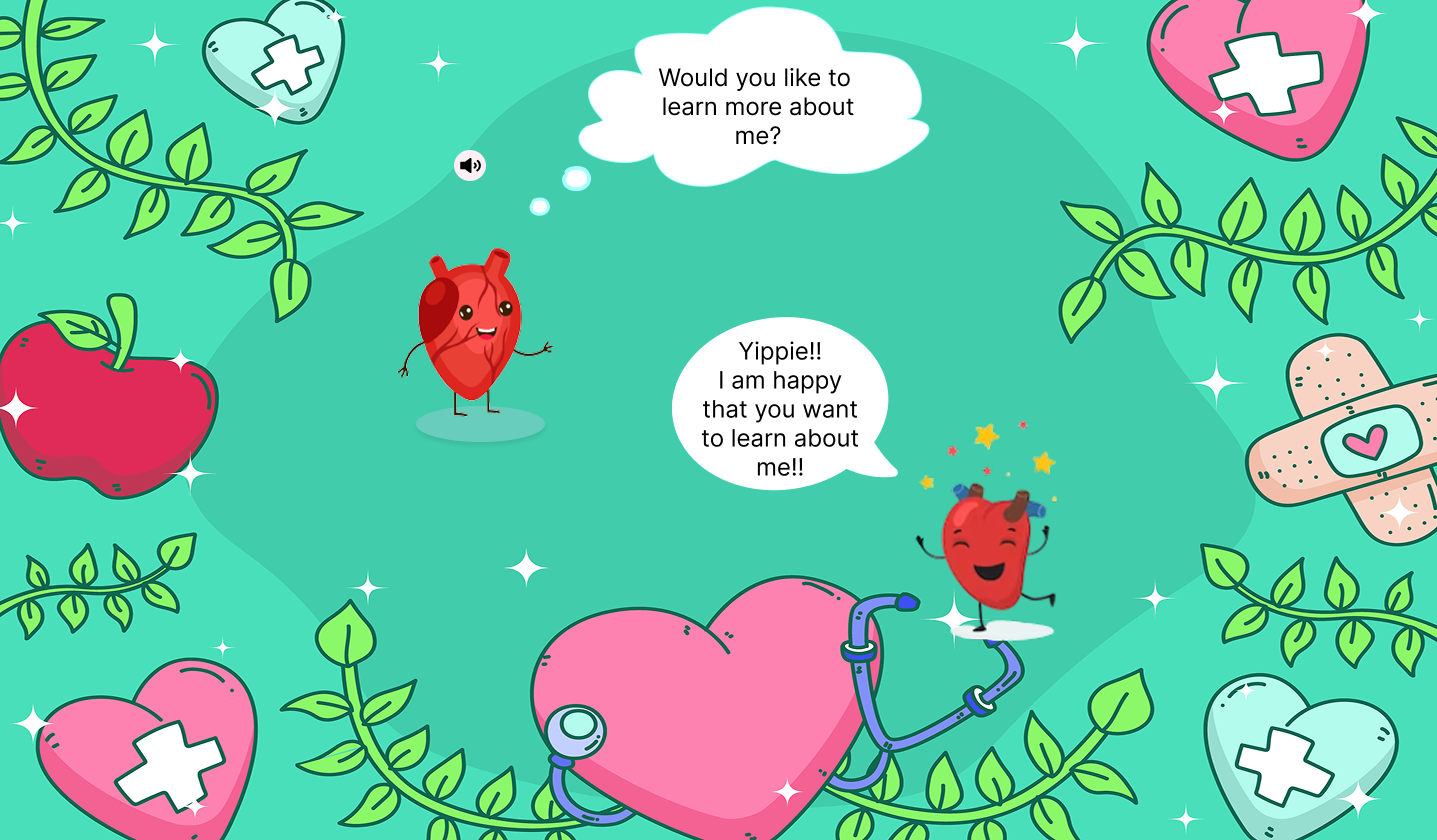 Would you like to
learn more about
me?
Yippie!!
I am happy
that you want
to learn about
me!!